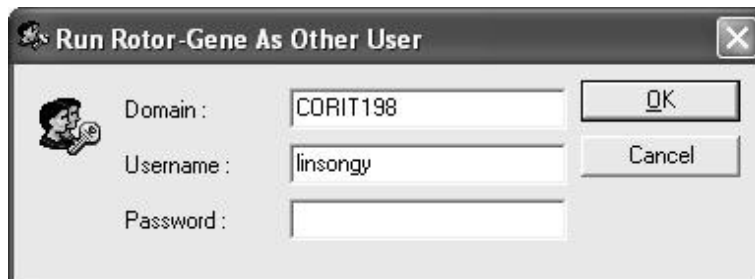 Run Rotor-Gene As Other User
Domain : CORIT198
OK
Username : linsongy
Cancel
Password :